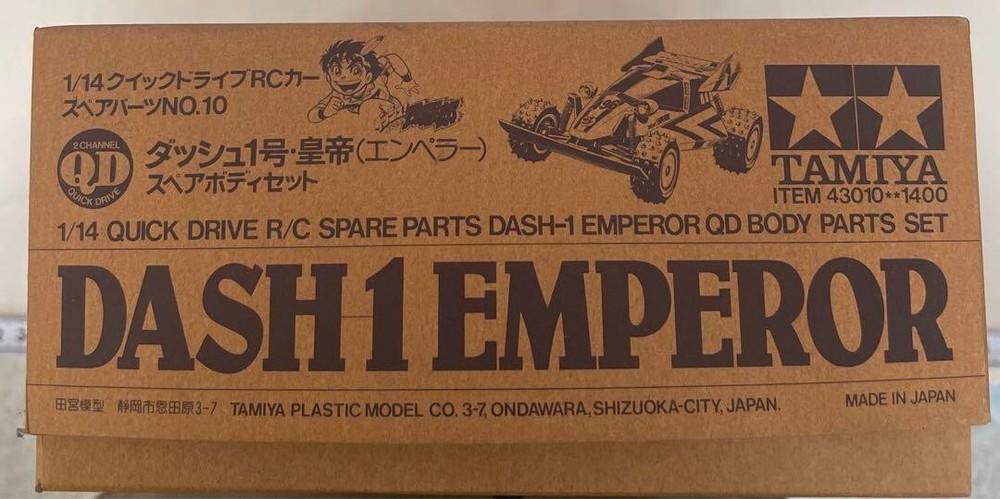 1/14クイックドライブRCカー
スペアパーツNO.10
2 CHANNEL
QD
QUICK DRIVE
ダッシュ1号・皇帝(エンペラー)
スペアボディセット
TAMIYA
ITEM 43010**1400
1/14 QUICK DRIVE R/C SPARE PARTS DASH-1 EMPEROR QD BODY PARTS SET
DASH-1 EMPEROR
田宮模型 静岡市恩田原3-7 TAMIYA PLASTIC MODEL CO. 3-7, ONDAWARA, SHIZUOKA-CITY, JAPAN.
MADE IN JAPAN